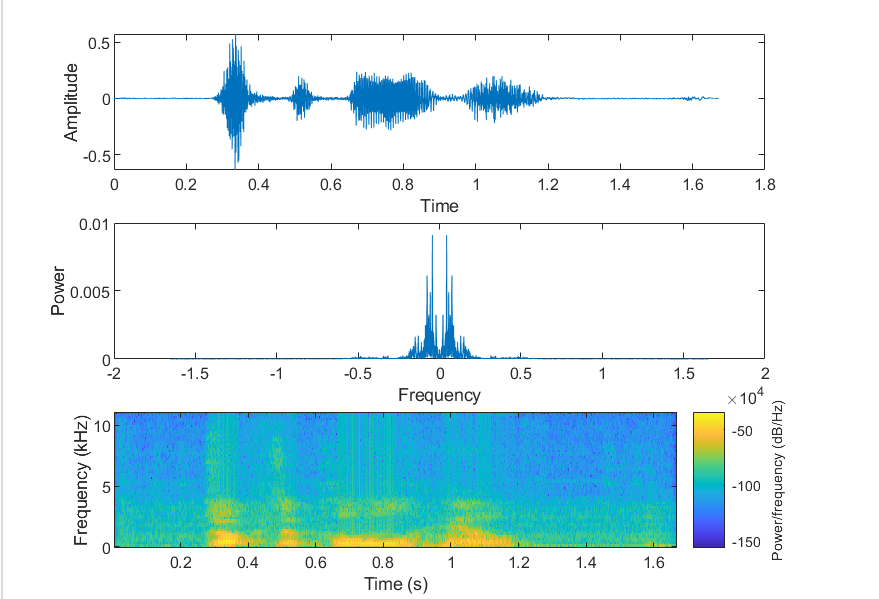 0.5
0
-0.5
Amplitude
0 0.2 0.4 0.6 0.8 1 1.2 1.4 1.6 1.8
Time
0.01
0.005
0
Power
-2 -1.5 -1 -0.5 0 0.5 1 1.5 2
Frequency
×10^4
10
5
0
Frequency (kHz)
0.2 0.4 0.6 0.8 1 1.2 1.4 1.6
Time (s)
-50
-100
-150
Power/frequency (dB/Hz)